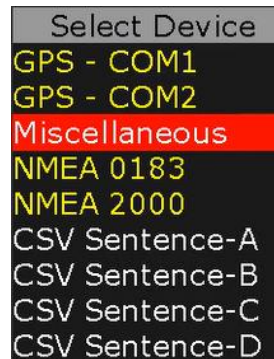 Select Device
GPS - COM1
GPS - COM2
Miscellaneous
NMEA 0183
NMEA 2000
CSV Sentence-A
CSV Sentence-B
CSV Sentence-C
CSV Sentence-D